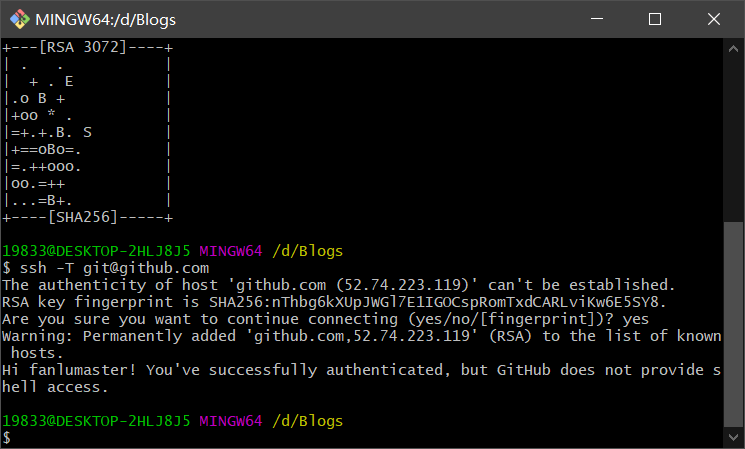 MINGW64:/d/Blogs
+---[RSA 3072]----+
| .   .           |
|  + . E          |
|.o B +           |
|+oo * .          |
|=+.+.B. S        |
|+==oBo=.         |
|=.++ooo.         |
|oo.=++           |
|...=B+.          |
+----[SHA256]-----+
19833@DESKTOP-2HLJ8J5 MINGW64 /d/Blogs
$ ssh -T git@github.com
The authenticity of host 'github.com (52.74.223.119)' can't be established.
RSA key fingerprint is SHA256:nThbg6kXUpJWGl7E1IGOCspRomTxdCARLviKw6E5SY8.
Are you sure you want to continue connecting (yes/no/[fingerprint])? yes
Warning: Permanently added 'github.com,52.74.223.119' (RSA) to the list of known
 hosts.
Hi fanlumaster! You've successfully authenticated, but GitHub does not provide s
hell access.
19833@DESKTOP-2HLJ8J5 MINGW64 /d/Blogs
$